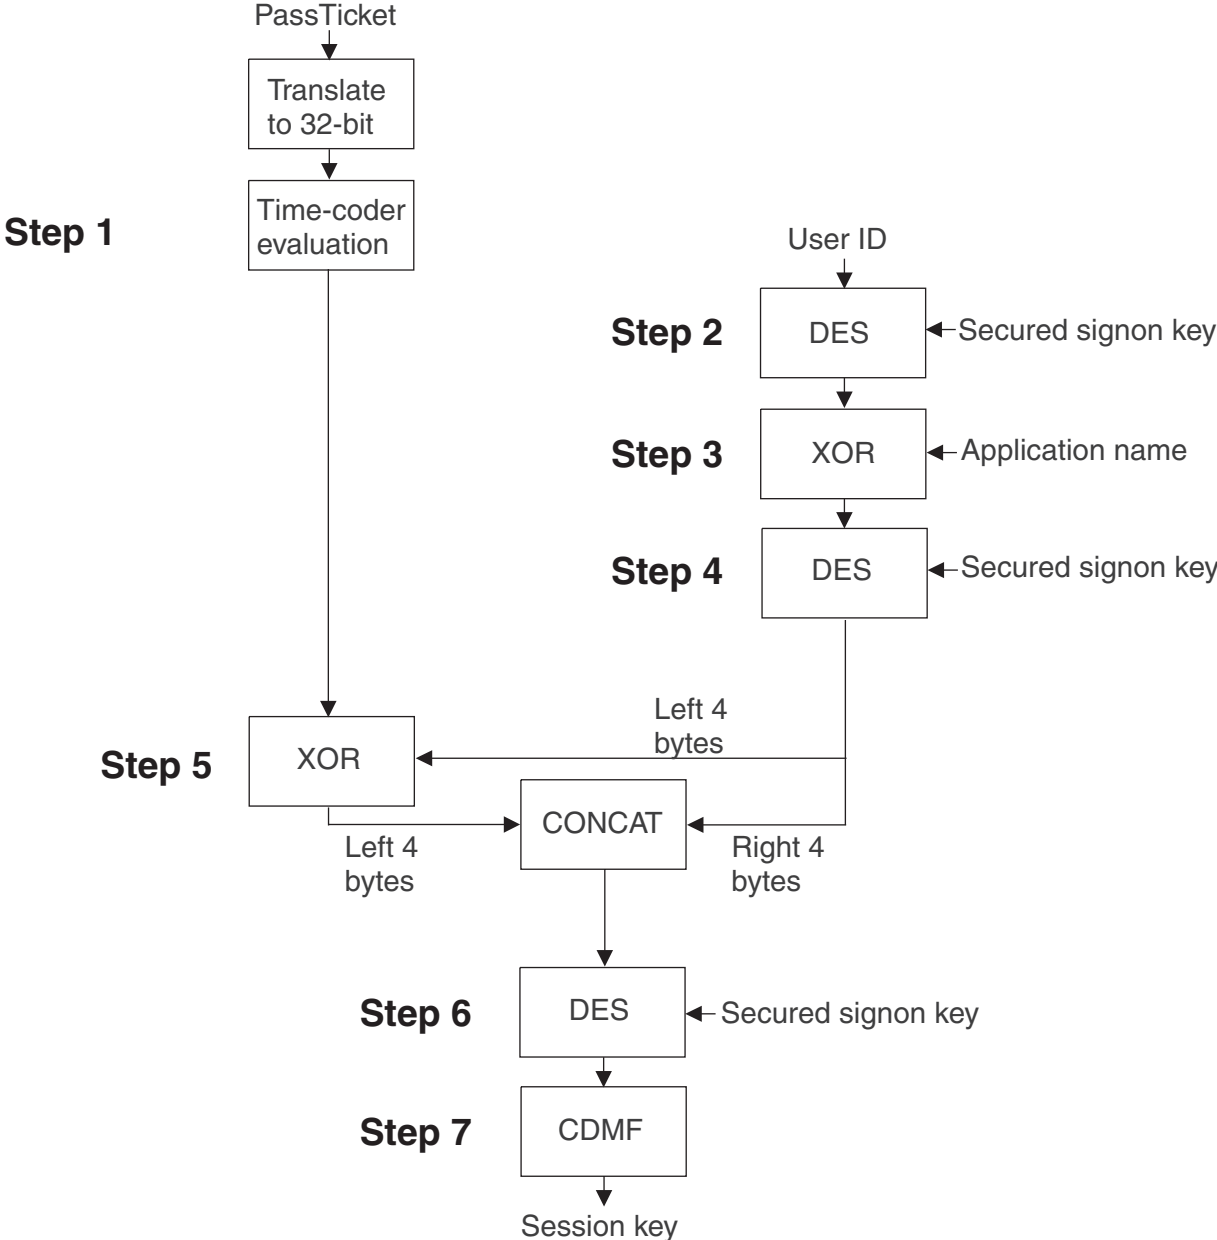 PassTicket
Translate
to 32-bit
Step 1
Time-coder
evaluation
User ID
Step 2
DES
Secured signon key
Step 3
XOR
Application name
Step 4
DES
Secured signon key
Left 4
bytes
Step 5
XOR
CONCAT
Left 4
bytes
Right 4
bytes
Step 6
DES
Secured signon key
Step 7
CDMF
Session key